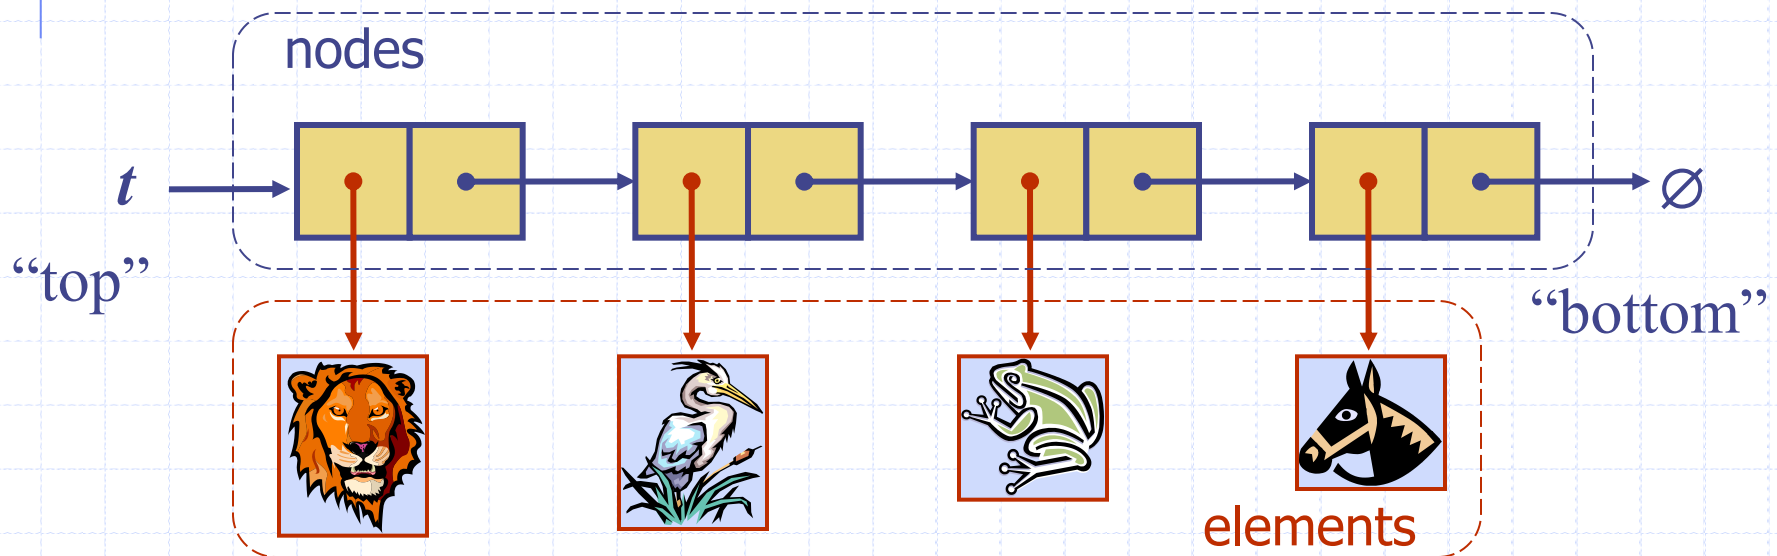 nodes
t
∅
“top”
“bottom”
elements